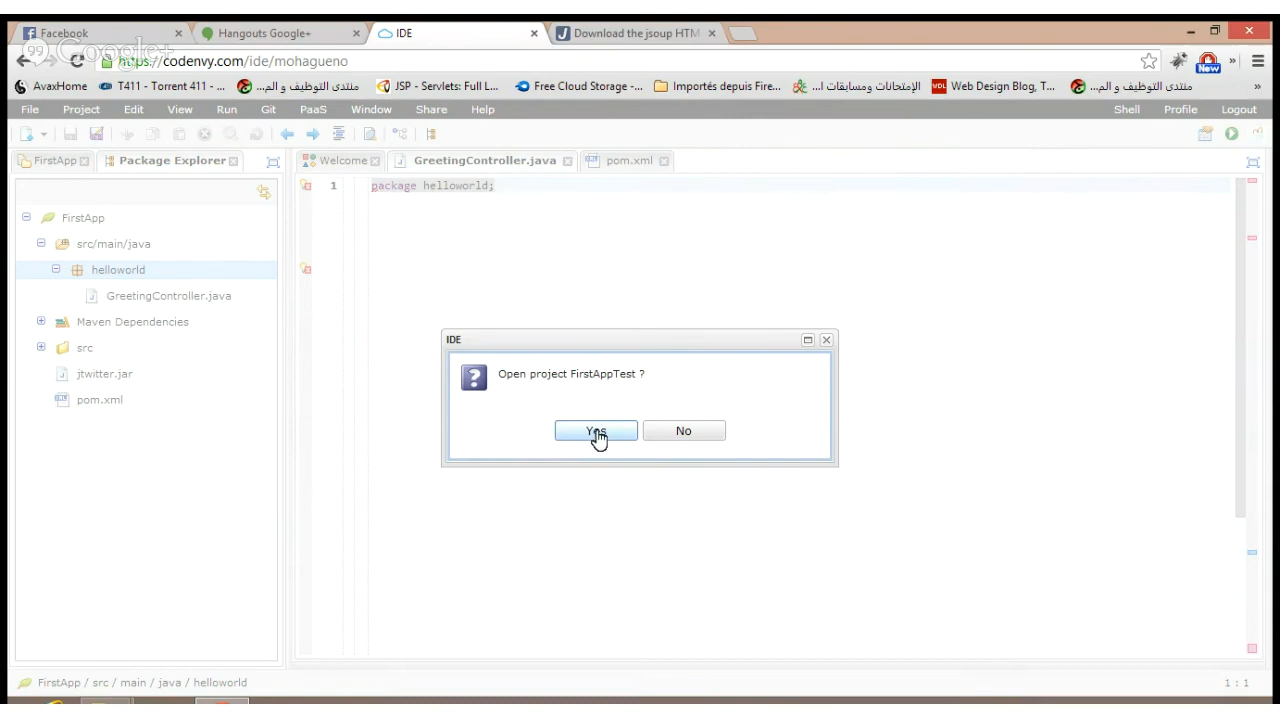 Facebook
Hangouts Google+
IDE
Download the jsoup HTM
Google+
https://codenvy.com/ide/mohagueno
New
AvaxHome
T411 - Torrent 411 - ...
منتدى التوظيف و الم...
JSP - Servlets: Full L...
Free Cloud Storage -...
Importés depuis Fire...
الإمتحانات ومسابقات ا...
WDL Web Design Blog, T...
منتدى التوظيف و الم...
File Project Edit View Run Git PaaS Window Share Help Shell Profile Logout
FirstApp
Package Explorer
Welcome
GreetingController.java
pom.xml
1 package helloworld;
FirstApp
src/main/java
helloworld
GreetingController.java
Maven Dependencies
src
jtwitter.jar
pom.xml
IDE
Open project FirstAppTest ?
Yes
No
FirstApp / src / main / java / helloworld
1 : 1